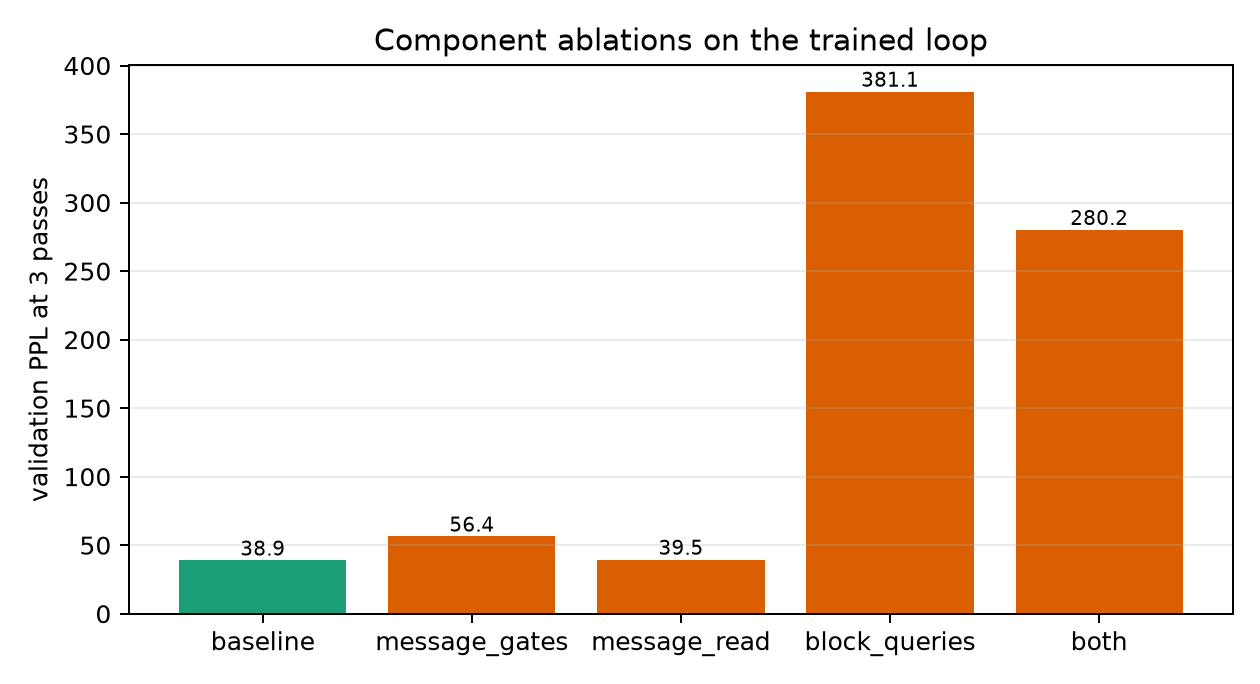 Component ablations on the trained loop
validation PPL at 3 passes
400
350
300
250
200
150
100
50
0
38.9
56.4
39.5
381.1
280.2
baseline
message_gates
message_read
block_queries
both